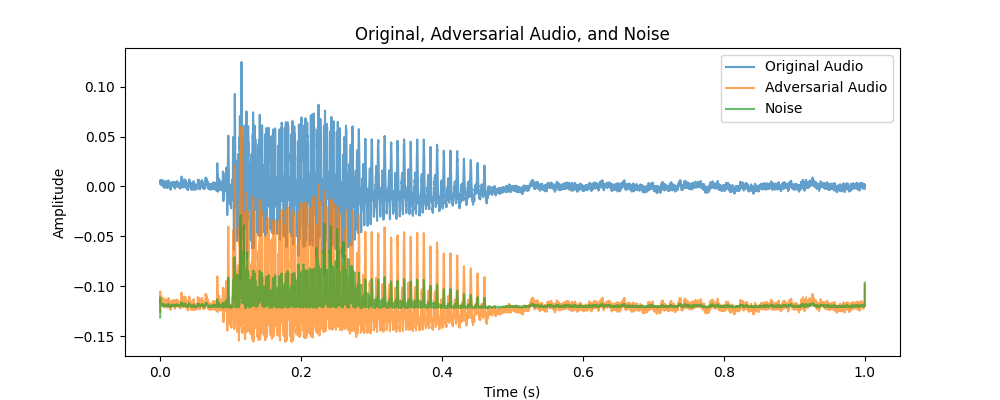 Original, Adversarial Audio, and Noise
Original Audio
Adversarial Audio
Noise
Amplitude
0.10
0.05
0.00
−0.05
−0.10
−0.15
0.0 0.2 0.4 0.6 0.8 1.0
Time (s)